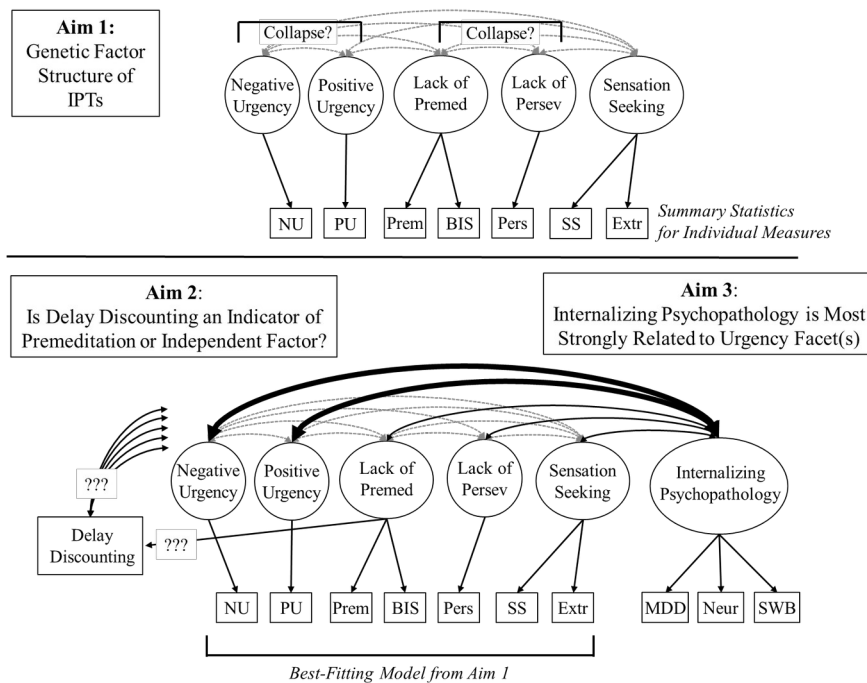 Aim 1:
Genetic Factor
Structure of
IPTs
Collapse?
Collapse?
Negative
Urgency
Positive
Urgency
Lack of
Premed
Lack of
Persev
Sensation
Seeking
NU
PU
Prem
BIS
Pers
SS
Extr
Summary Statistics
for Individual Measures
Aim 2:
Is Delay Discounting an Indicator of
Premeditation or Independent Factor?
Aim 3:
Internalizing Psychopathology is Most
Strongly Related to Urgency Facet(s)
???
Delay
Discounting
???
Negative
Urgency
Positive
Urgency
Lack of
Premed
Lack of
Persev
Sensation
Seeking
Internalizing
Psychopathology
NU
PU
Prem
BIS
Pers
SS
Extr
MDD
Neur
SWB
Best-Fitting Model from Aim 1